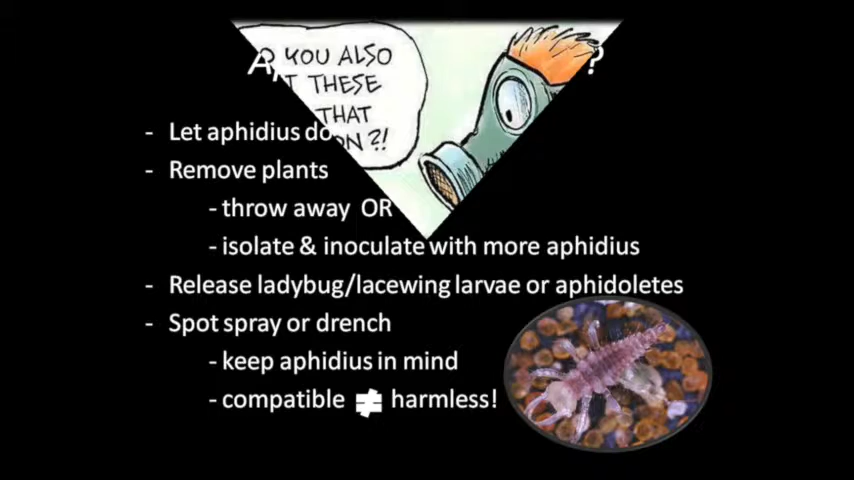 YOU ALSO
THESE
THAT
?!
?
- Let aphidius do
- Remove plants
- throw away OR
- isolate & inoculate with more aphidius
- Release ladybug/lacewing larvae or aphidoletes
- Spot spray or drench
- keep aphidius in mind
- compatible ≠ harmless!